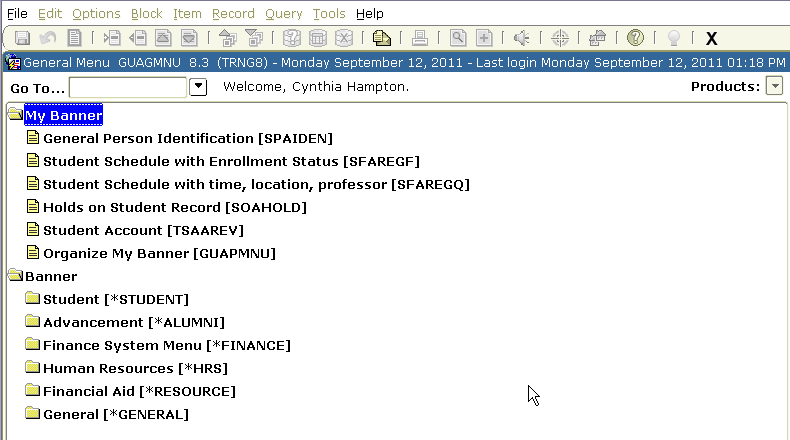 File Edit Options Block Item Record Query Tools Help
General Menu GUAGMNU 8.3 (TRNG8) - Monday September 12, 2011 - Last login Monday September 12, 2011 01:18 PM
Go To... Welcome, Cynthia Hampton. Products:
My Banner
General Person Identification [SPAIDEN]
Student Schedule with Enrollment Status [SFAREGF]
Student Schedule with time, location, professor [SFAREGQ]
Holds on Student Record [SOAHOLD]
Student Account [TSAAREV]
Organize My Banner [GUAPMNU]
Banner
Student [*STUDENT]
Advancement [*ALUMNI]
Finance System Menu [*FINANCE]
Human Resources [*HRS]
Financial Aid [*RESOURCE]
General [*GENERAL]